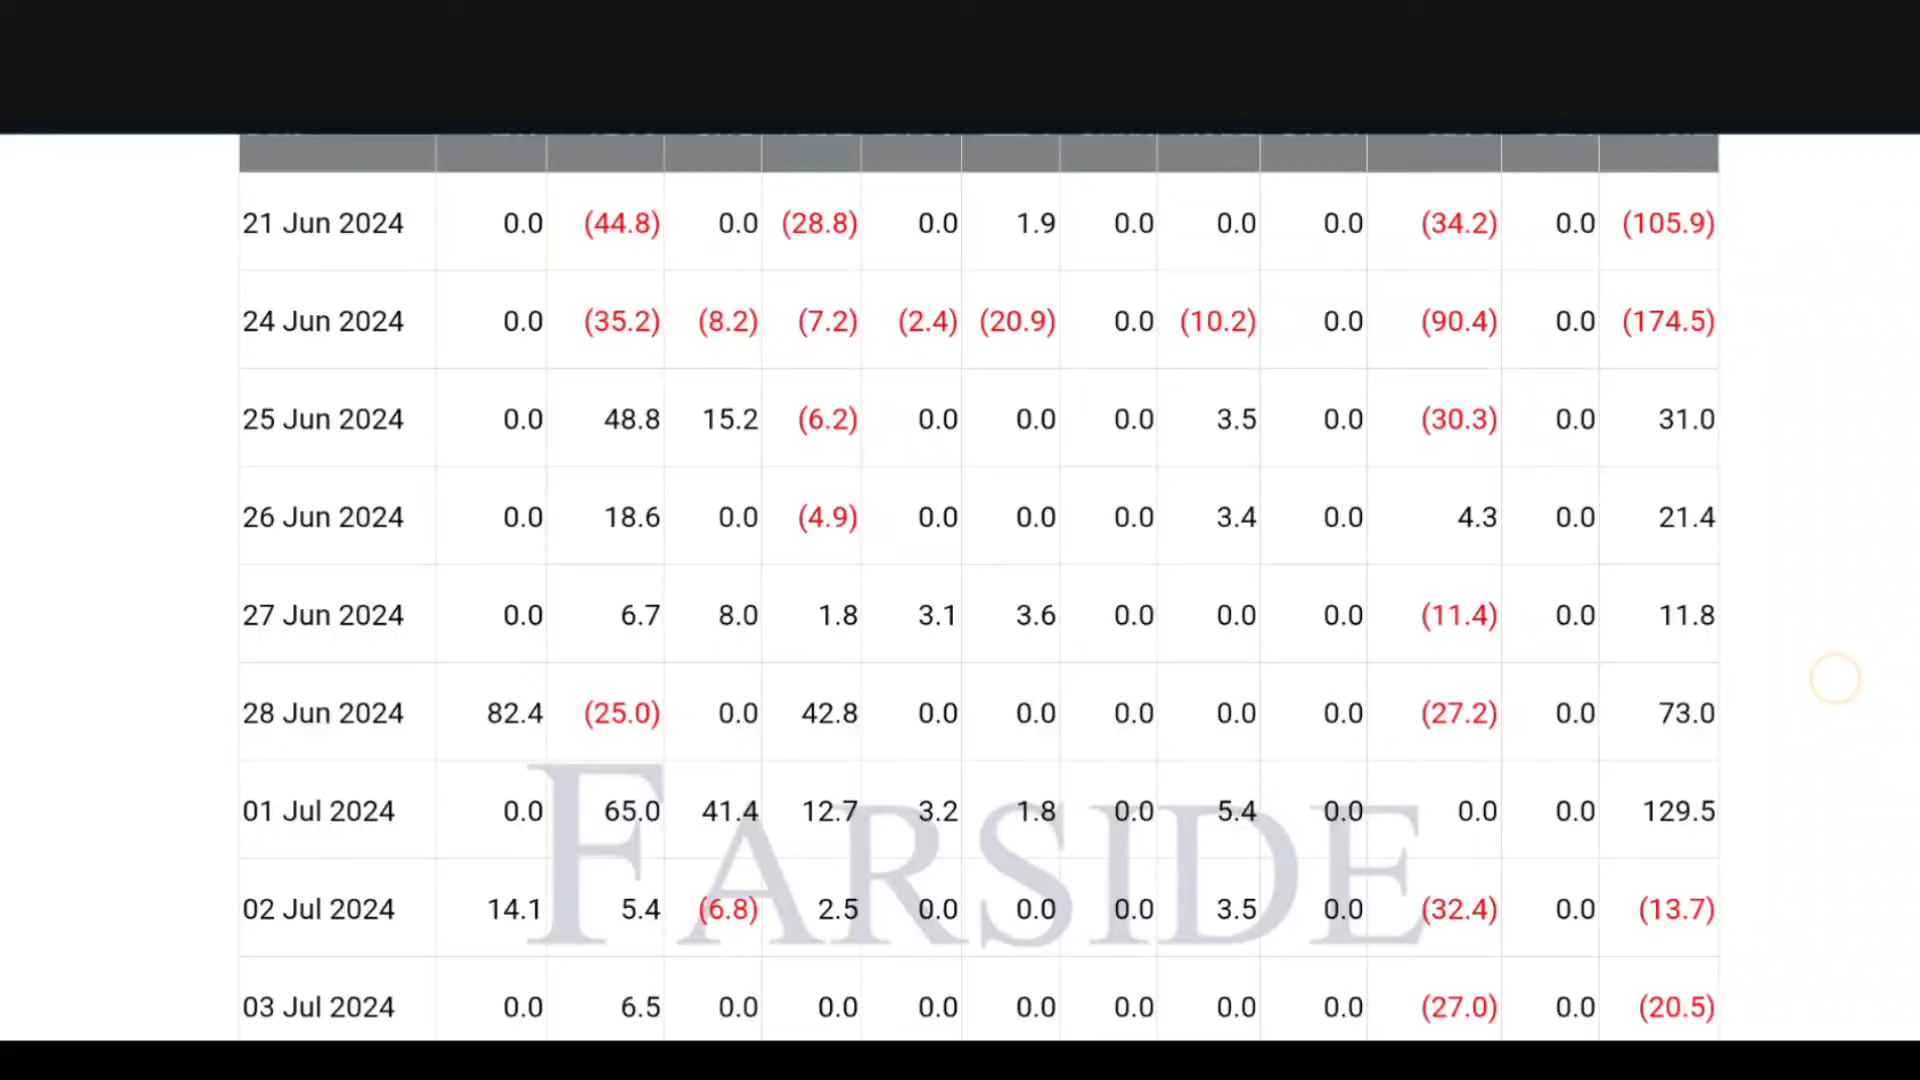 21 Jun 2024 0.0 (44.8) 0.0 (28.8) 0.0 1.9 0.0 0.0 0.0 (34.2) 0.0 (105.9)
24 Jun 2024 0.0 (35.2) (8.2) (7.2) (2.4) (20.9) 0.0 (10.2) 0.0 (90.4) 0.0 (174.5)
25 Jun 2024 0.0 48.8 15.2 (6.2) 0.0 0.0 0.0 3.5 0.0 (30.3) 0.0 31.0
26 Jun 2024 0.0 18.6 0.0 (4.9) 0.0 0.0 0.0 3.4 0.0 4.3 0.0 21.4
27 Jun 2024 0.0 6.7 8.0 1.8 3.1 3.6 0.0 0.0 0.0 (11.4) 0.0 11.8
28 Jun 2024 82.4 (25.0) 0.0 42.8 0.0 0.0 0.0 0.0 0.0 (27.2) 0.0 73.0
01 Jul 2024 0.0 65.0 41.4 12.7 3.2 1.8 0.0 5.4 0.0 0.0 0.0 129.5
FARSIDE
02 Jul 2024 14.1 5.4 (6.8) 2.5 0.0 0.0 0.0 3.5 0.0 (32.4) 0.0 (13.7)
03 Jul 2024 0.0 6.5 0.0 0.0 0.0 0.0 0.0 0.0 0.0 (27.0) 0.0 (20.5)